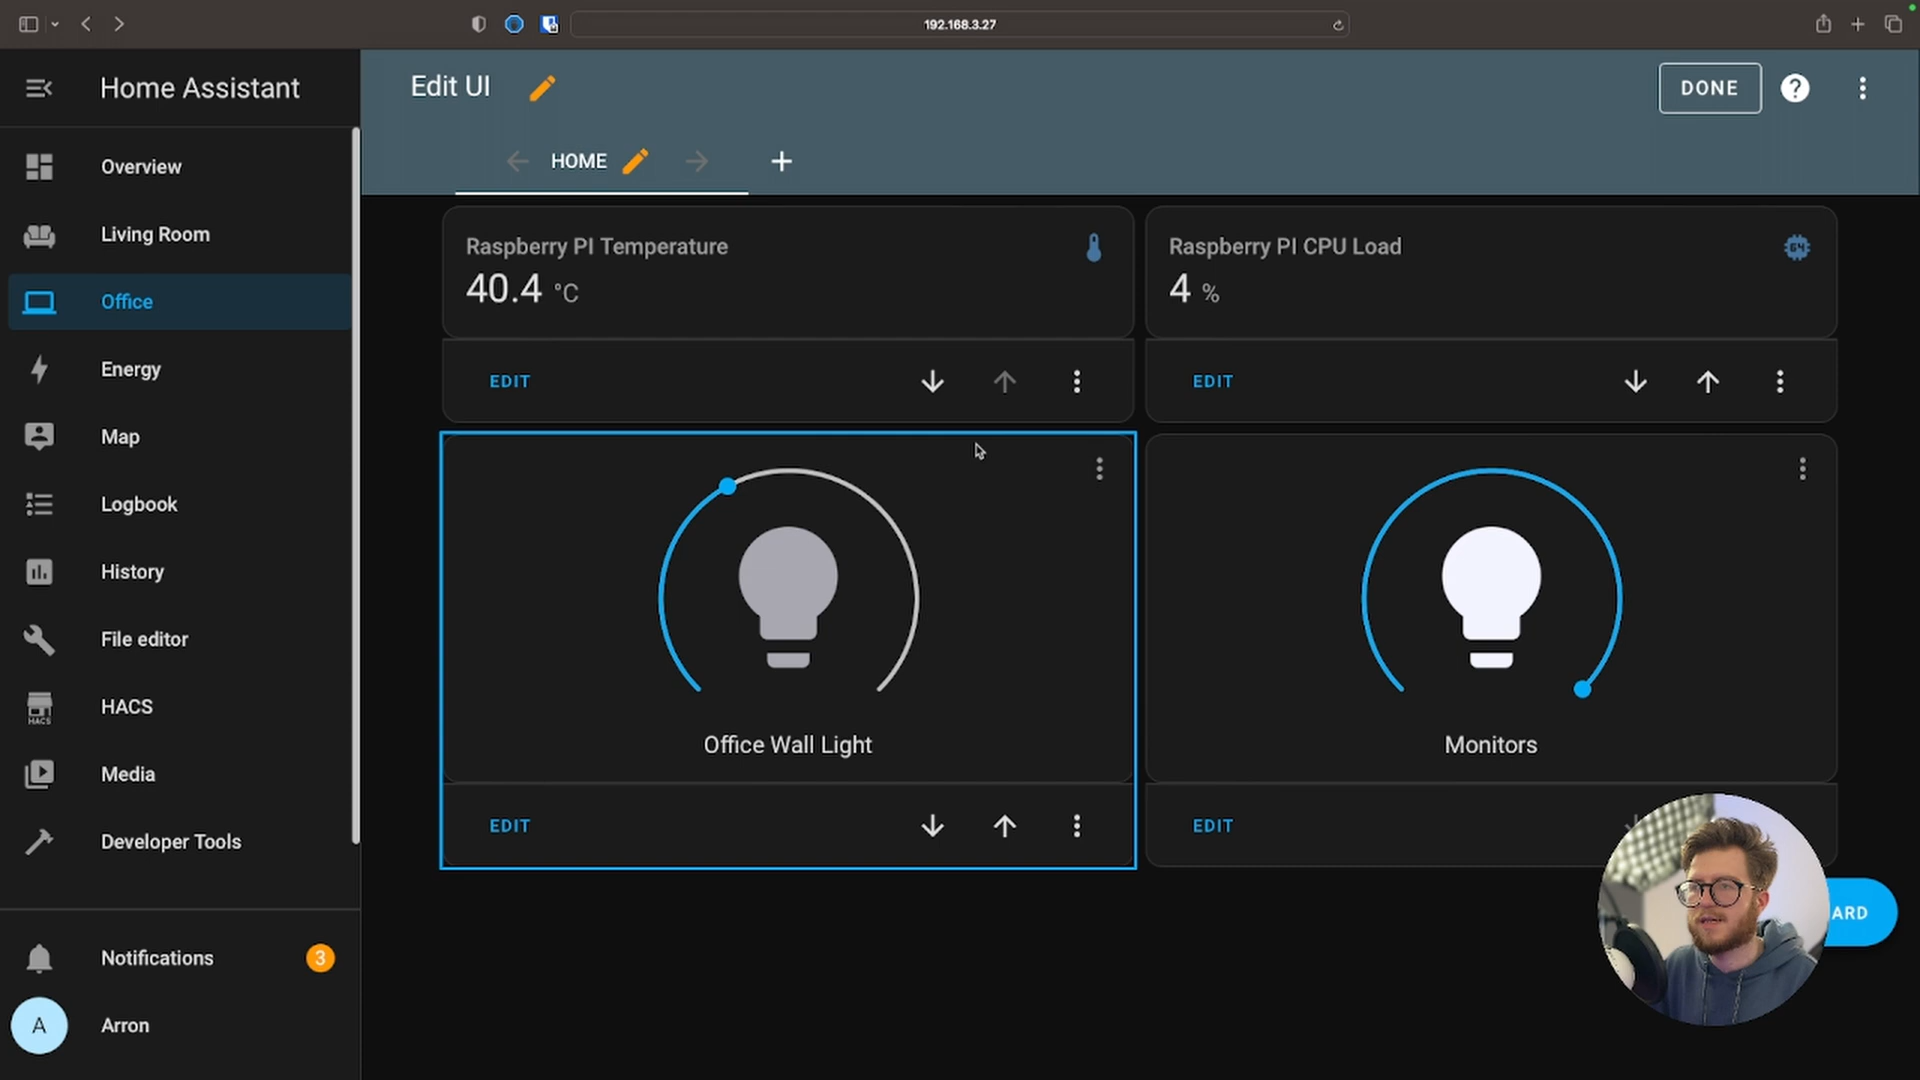 192.168.3.27
Home Assistant
Edit UI
DONE
?
HOME
Overview
Living Room
Office
Energy
Map
Logbook
History
File editor
HACS
HACS
Media
Developer Tools
Notifications
3
A
Arron
Raspberry PI Temperature
40.4 °C
EDIT
Raspberry PI CPU Load
64
4 %
EDIT
Office Wall Light
EDIT
Monitors
EDIT
ARD